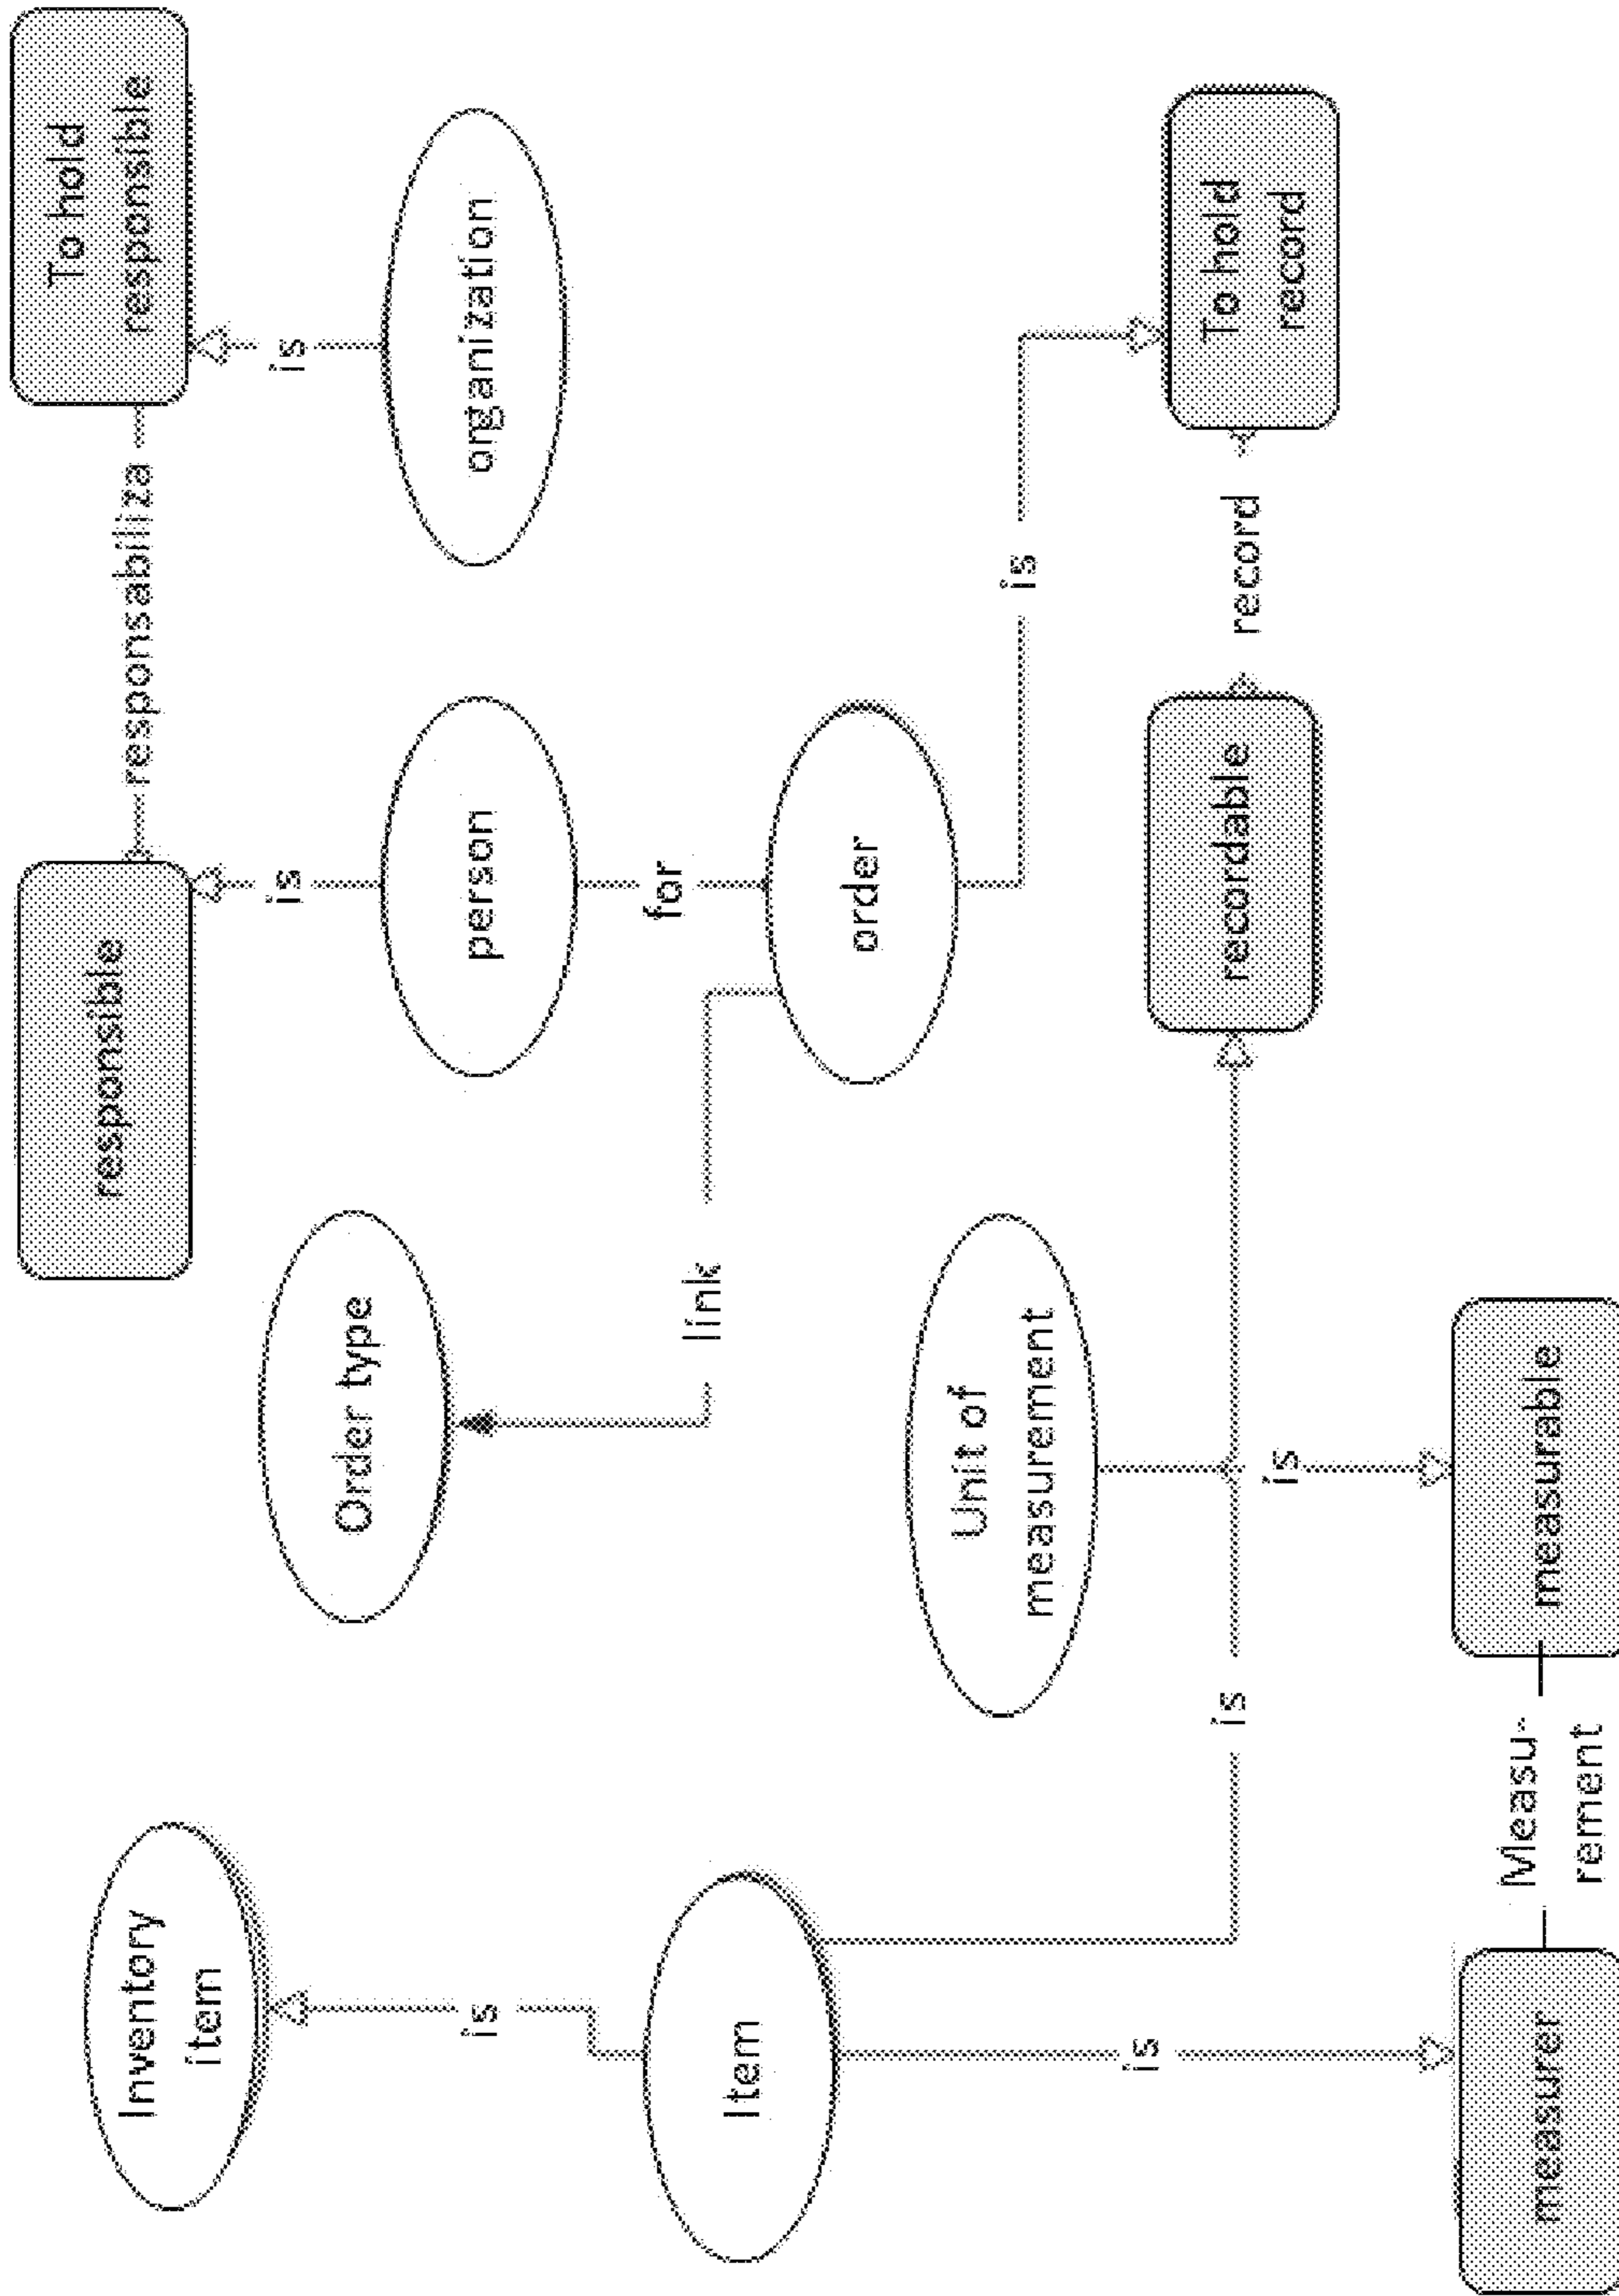 Inventory
item
Order type
responsible
responsabiliza
To hold
responsible
is
is
is
person
organization
Item
for
link
order
Unit of
measurement
is
is
is
is
recordable
record
To hold
record
measurer
Measu-
rement
measurable